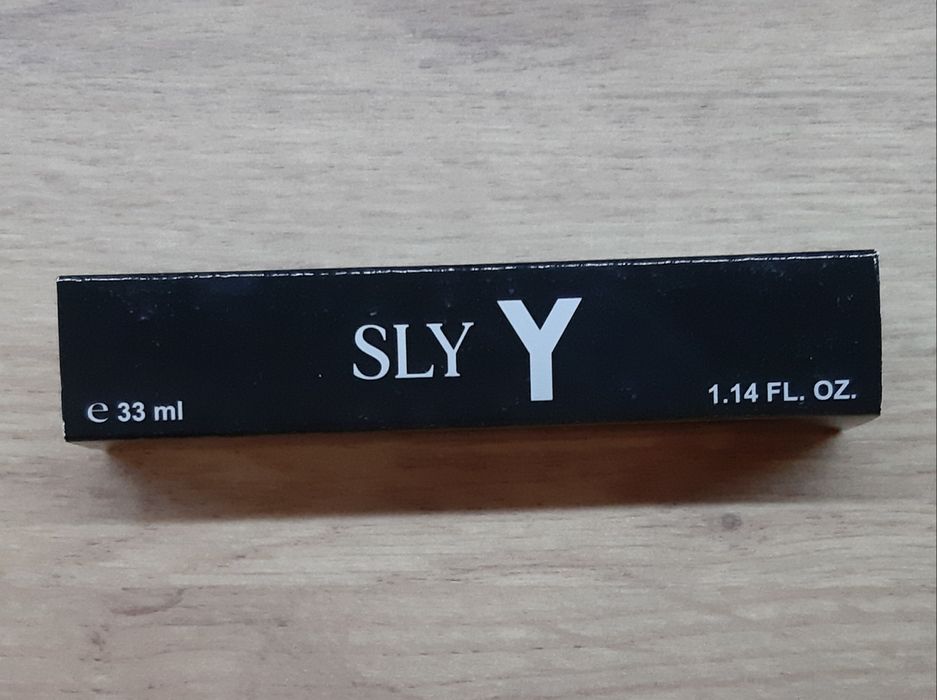 SLY Y
℮ 33 ml
1.14 FL. OZ.